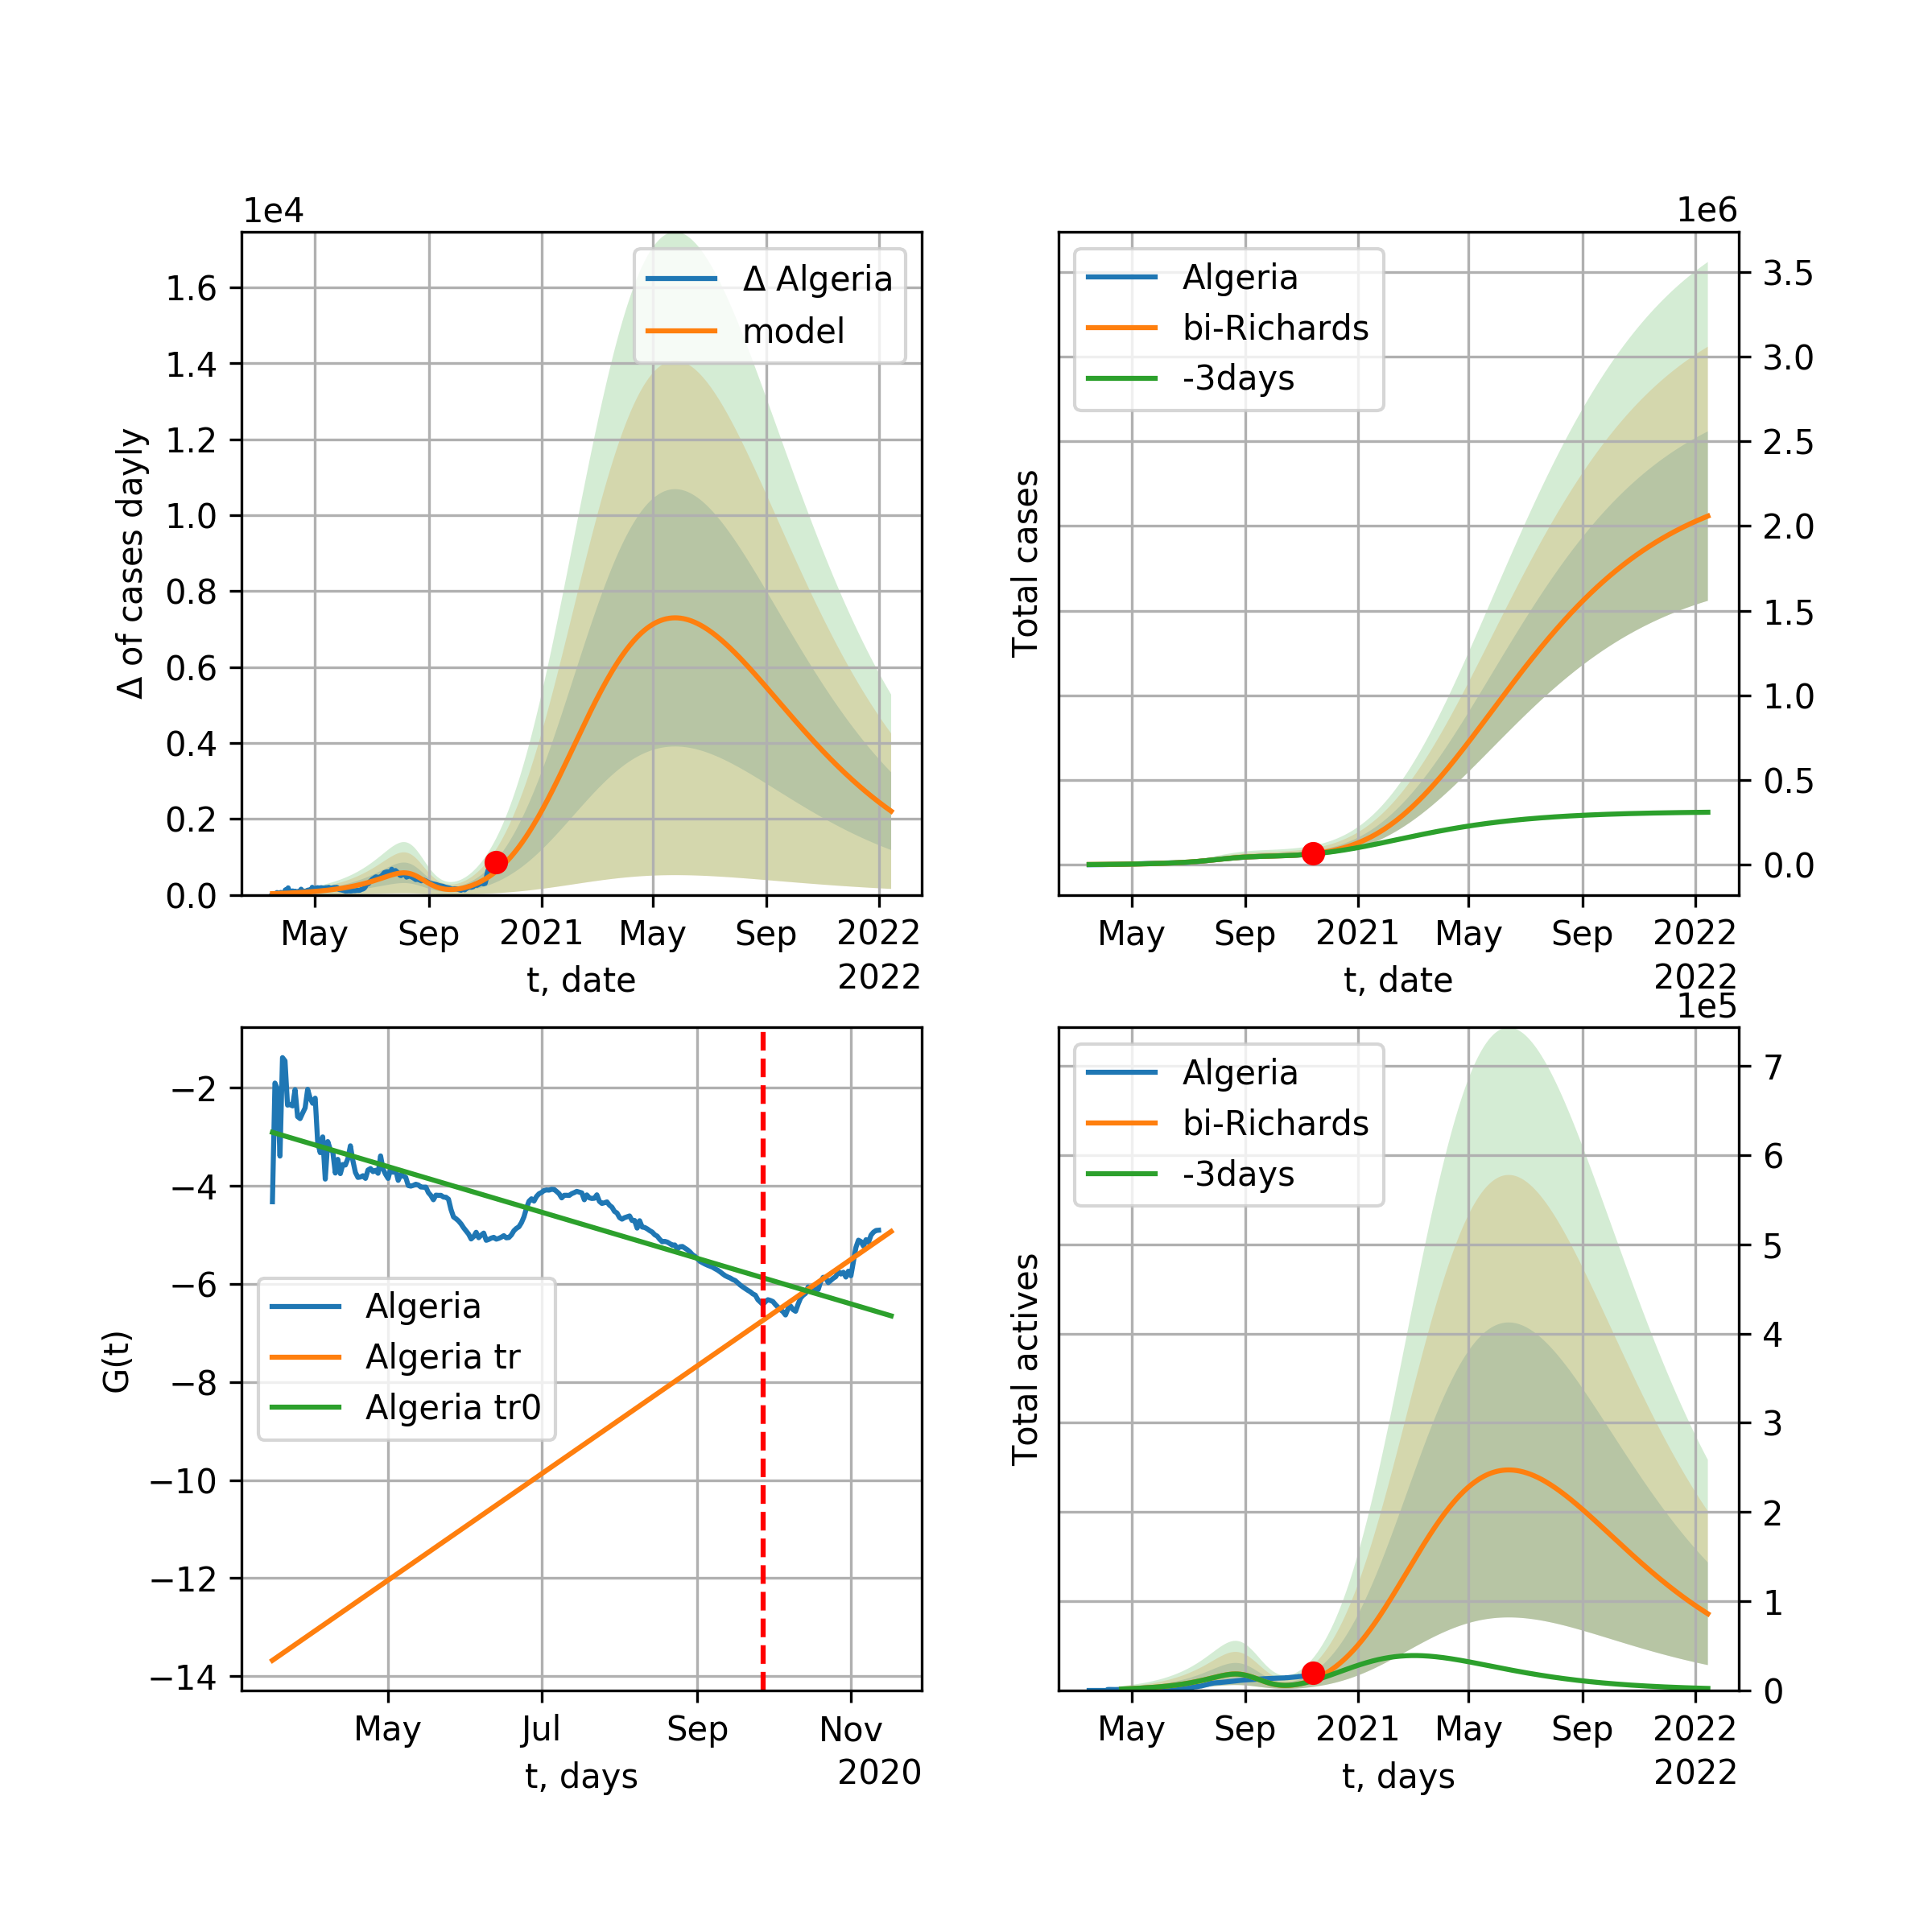 1e4
Δ of cases dayly
1.6
1.4
1.2
1.0
0.8
0.6
0.4
0.2
0.0
Δ Algeria
model
May Sep 2021 May Sep 2022
t, date 2022
1e6
Total cases
Algeria
bi-Richards
-3days
3.5
3.0
2.5
2.0
1.5
1.0
0.5
0.0
May Sep 2021 May Sep 2022
t, date 2022
G(t)
−2
−4
−6
−8
−10
−12
−14
Algeria
Algeria tr
Algeria tr0
May Jul Sep Nov
t, days 2020
1e5
Total actives
Algeria
bi-Richards
-3days
7
6
5
4
3
2
1
0
May Sep 2021 May Sep 2022
t, days 2022